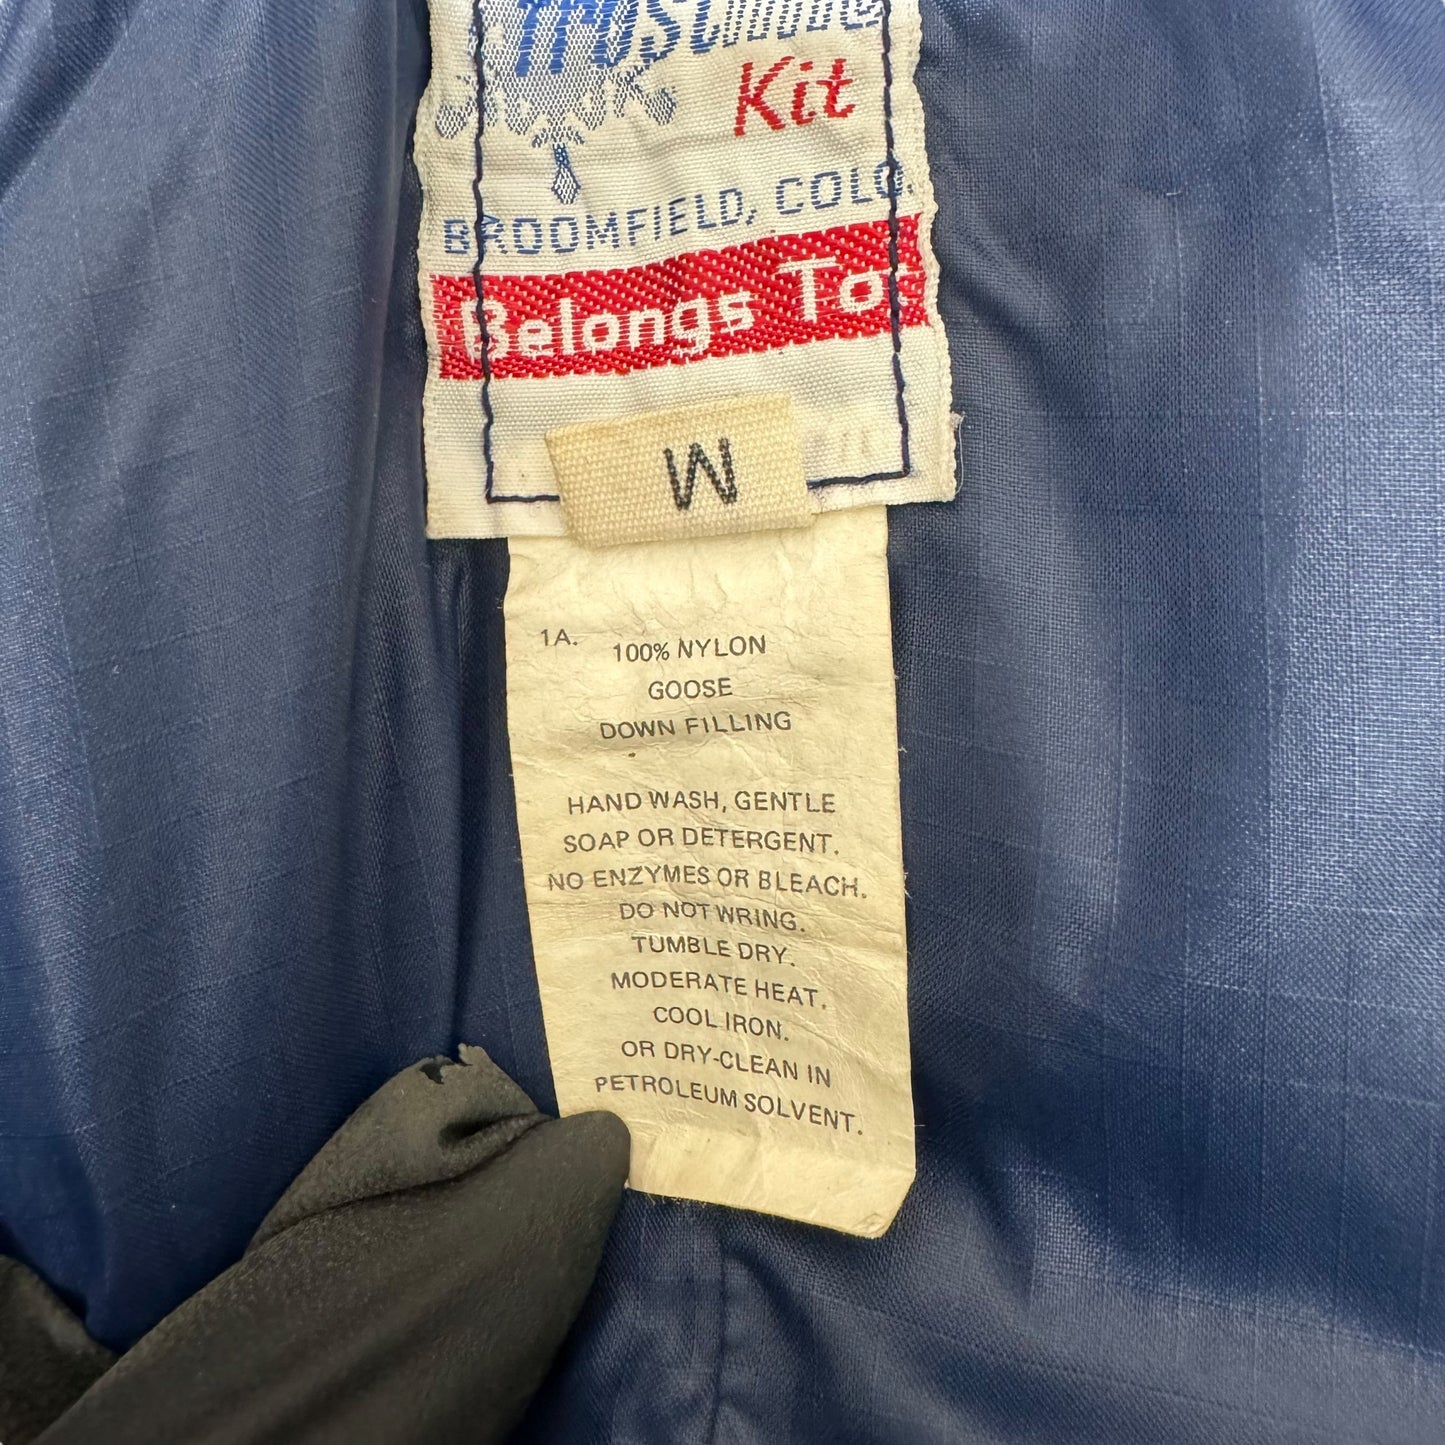 Frostline
Kit
BROOMFIELD, COLO.
Belongs To:
M
1A. 100% NYLON
GOOSE
DOWN FILLING
HAND WASH, GENTLE
SOAP OR DETERGENT.
NO ENZYMES OR BLEACH.
DO NOT WRING.
TUMBLE DRY.
MODERATE HEAT.
COOL IRON.
OR DRY-CLEAN IN
PETROLEUM SOLVENT.